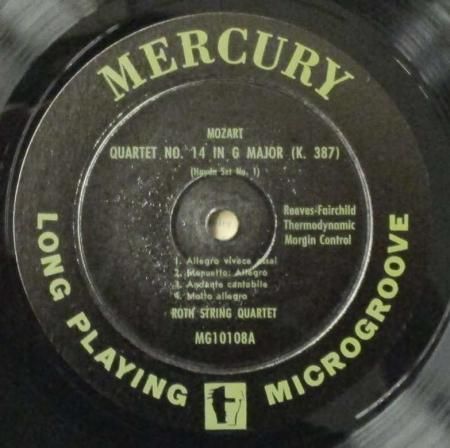 MERCURY
MOZART
QUARTET NO. 14 IN G MAJOR (K. 387)
(Haydn Set No. 1)
Reeves-Fairchild
Thermodynamic
Margin Control
1. Allegro vivace assai
2. Menuetto: Allegro
3. Andante cantabile
4. Molto allegro
ROTH STRING QUARTET
MG10108A
LONG PLAYING MICROGROOVE